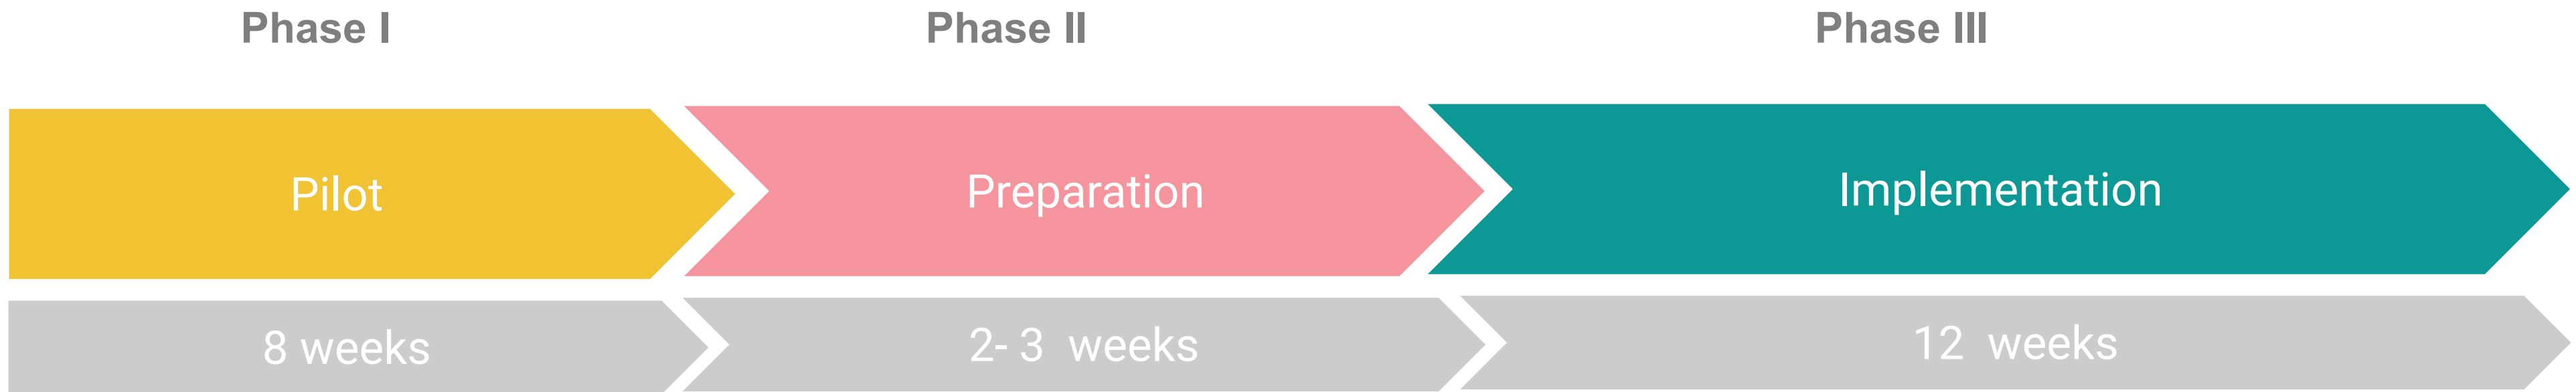 Phase I
Phase II
Phase III
Pilot
Preparation
Implementation
8 weeks
2- 3  weeks
12  weeks